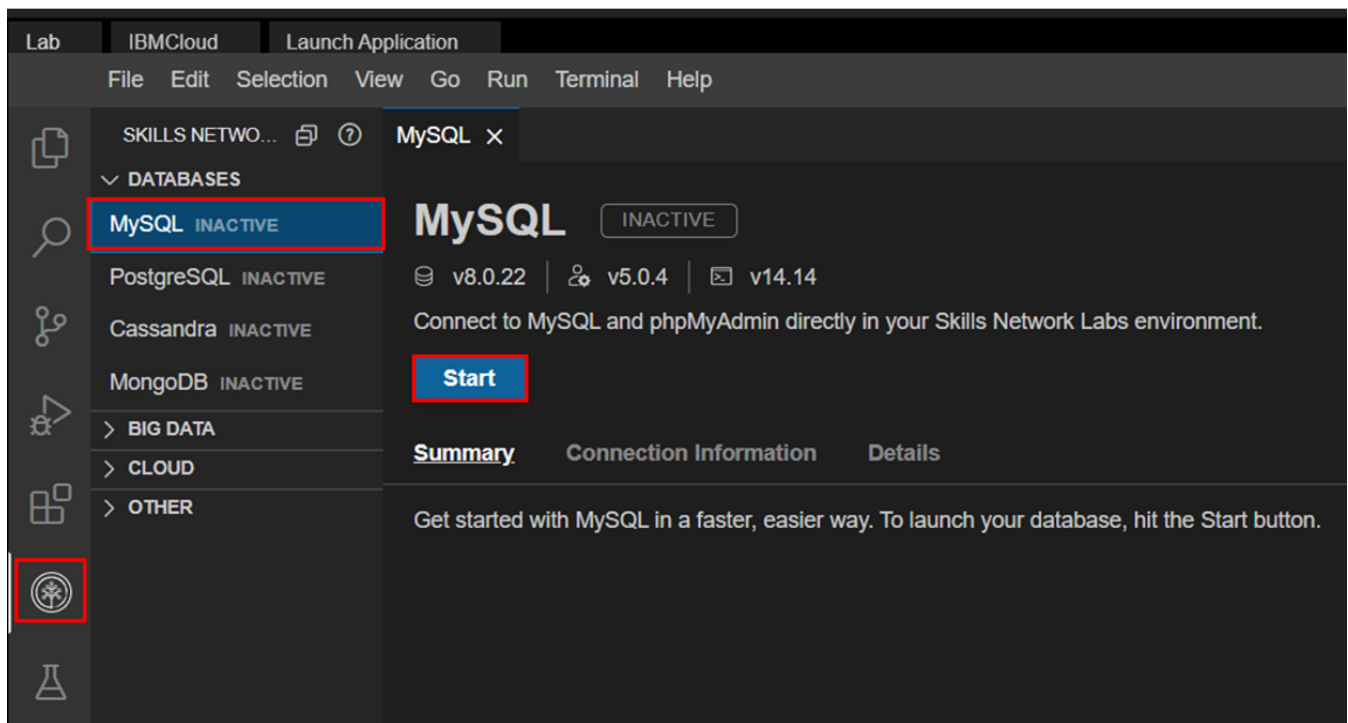 Lab IBMCloud Launch Application
File Edit Selection View Go Run Terminal Help
SKILLS NETWO...
DATABASES
MySQL INACTIVE
PostgreSQL INACTIVE
Cassandra INACTIVE
MongoDB INACTIVE
BIG DATA
CLOUD
OTHER
MySQL
MySQL INACTIVE
v8.0.22 v5.0.4 v14.14
Connect to MySQL and phpMyAdmin directly in your Skills Network Labs environment.
Start
Summary Connection Information Details
Get started with MySQL in a faster, easier way. To launch your database, hit the Start button.